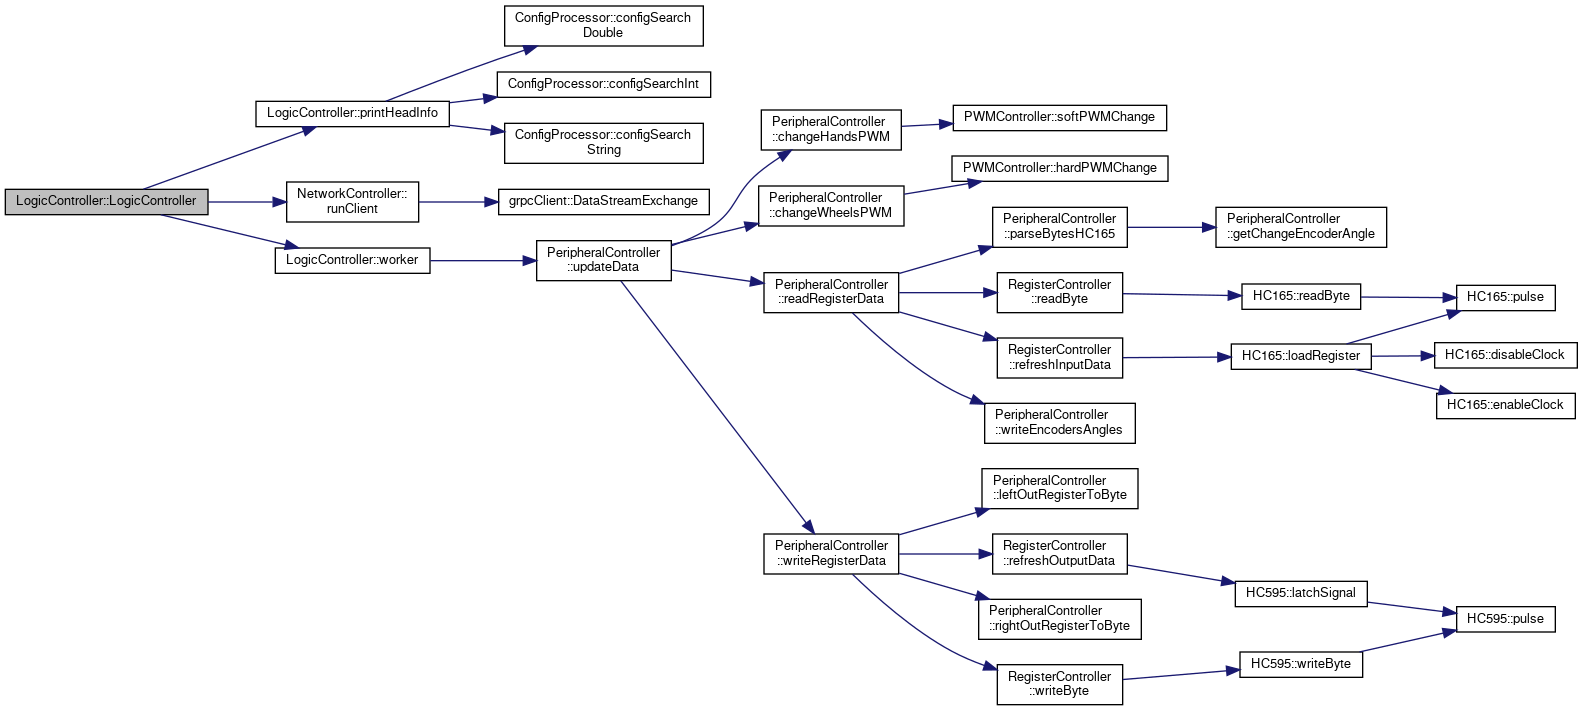 ConfigProcessor::configSearch
Double
ConfigProcessor::configSearchInt
LogicController::printHeadInfo
ConfigProcessor::configSearch
String
LogicController::LogicController
NetworkController::
runClient
grpcClient::DataStreamExchange
LogicController::worker
PeripheralController
::updateData
PeripheralController
::changeHandsPWM
PWMController::softPWMChange
PWMController::hardPWMChange
PeripheralController
::changeWheelsPWM
PeripheralController
::parseBytesHC165
PeripheralController
::getChangeEncoderAngle
PeripheralController
::readRegisterData
RegisterController
::readByte
HC165::readByte
HC165::pulse
RegisterController
::refreshInputData
HC165::loadRegister
HC165::disableClock
HC165::enableClock
PeripheralController
::writeEncodersAngles
PeripheralController
::leftOutRegisterToByte
PeripheralController
::writeRegisterData
RegisterController
::refreshOutputData
HC595::latchSignal
PeripheralController
::rightOutRegisterToByte
HC595::pulse
HC595::writeByte
RegisterController
::writeByte